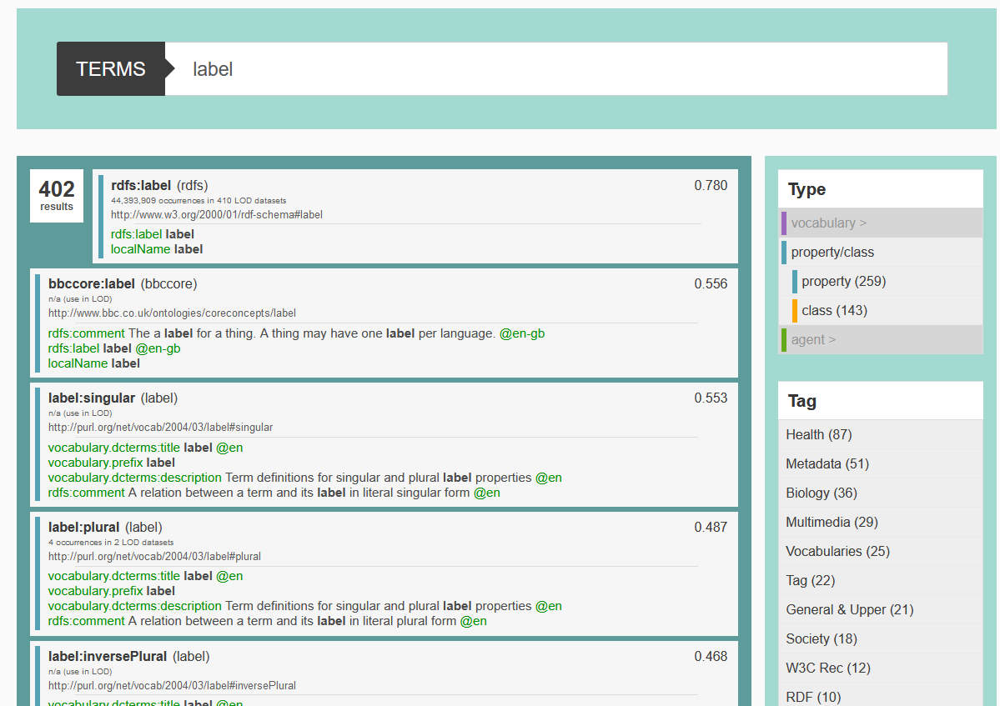 TERMS label
402
results
rdfs:label (rdfs) 0.780
44,393,909 occurrences in 410 LOD datasets
http://www.w3.org/2000/01/rdf-schema#label
rdfs:label label
localName label
bbccore:label (bbccore) 0.556
n/a (use in LOD)
http://www.bbc.co.uk/ontologies/coreconcepts/label
rdfs:comment The a label for a thing. A thing may have one label per language. @en-gb
rdfs:label label @en-gb
localName label
label:singular (label) 0.553
n/a (use in LOD)
http://purl.org/net/vocab/2004/03/label#singular
vocabulary.dcterms:title label @en
vocabulary.prefix label
vocabulary.dcterms:description Term definitions for singular and plural label properties @en
rdfs:comment A relation between a term and its label in literal singular form @en
label:plural (label) 0.487
4 occurrences in 2 LOD datasets
http://purl.org/net/vocab/2004/03/label#plural
vocabulary.dcterms:title label @en
vocabulary.prefix label
vocabulary.dcterms:description Term definitions for singular and plural label properties @en
rdfs:comment A relation between a term and its label in literal plural form @en
label:inversePlural (label) 0.468
n/a (use in LOD)
http://purl.org/net/vocab/2004/03/label#inversePlural
vocabulary.dcterms:title label @en
Type
vocabulary >
property/class
property (259)
class (143)
agent >
Tag
Health (87)
Metadata (51)
Biology (36)
Multimedia (29)
Vocabularies (25)
Tag (22)
General & Upper (21)
Society (18)
W3C Rec (12)
RDF (10)